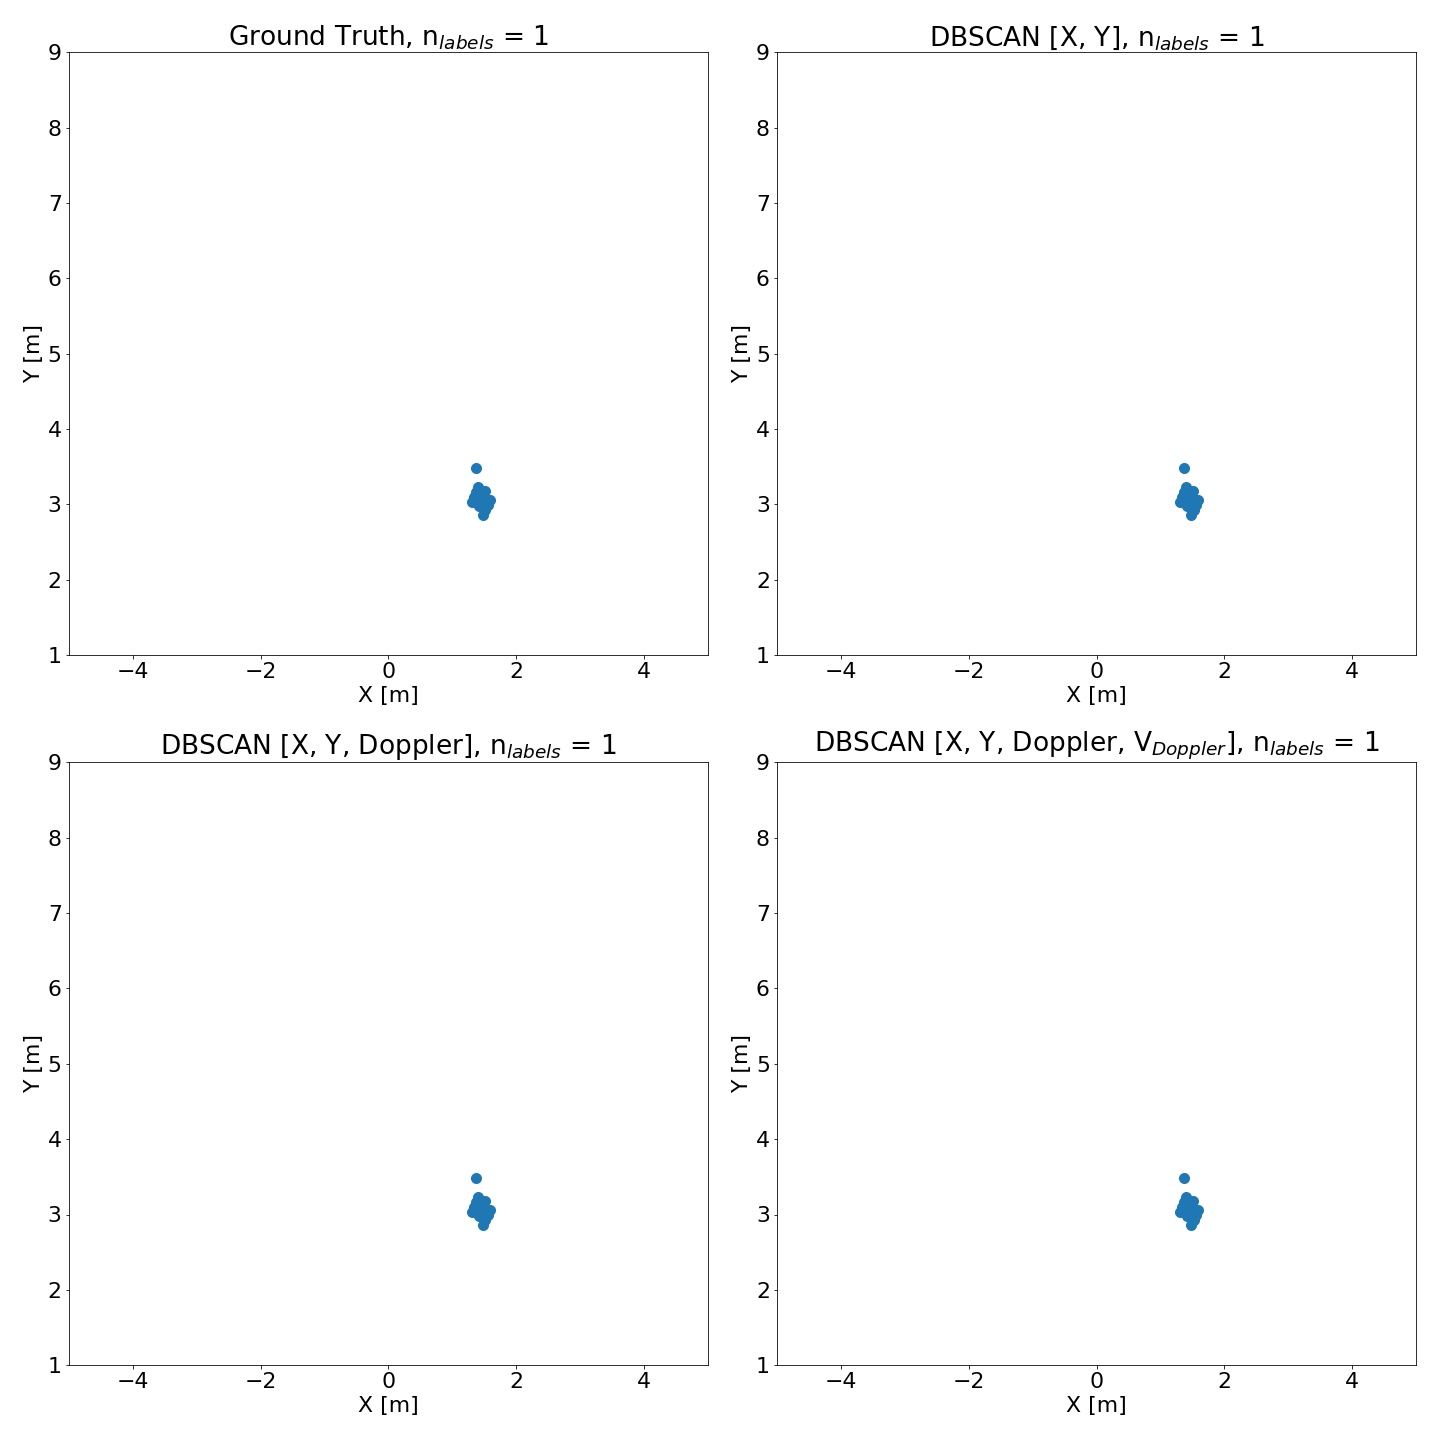 Ground Truth, n_labels = 1
9
8
7
6
5
4
3
2
1
Y [m]
−4 −2 0 2 4
X [m]
DBSCAN [X, Y], n_labels = 1
9
8
7
6
5
4
3
2
1
Y [m]
−4 −2 0 2 4
X [m]
DBSCAN [X, Y, Doppler], n_labels = 1
9
8
7
6
5
4
3
2
1
Y [m]
−4 −2 0 2 4
X [m]
DBSCAN [X, Y, Doppler, V_Doppler], n_labels = 1
9
8
7
6
5
4
3
2
1
Y [m]
−4 −2 0 2 4
X [m]